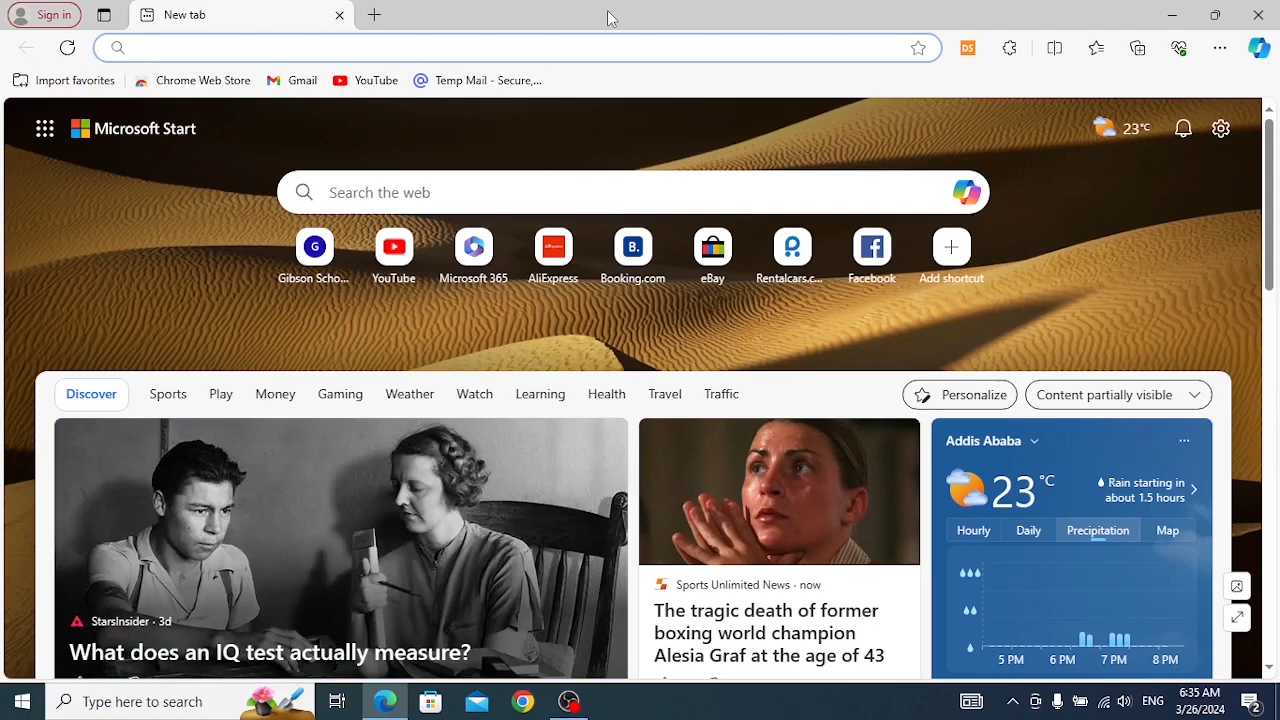 Sign in
New tab
Import favorites
Chrome Web Store
Gmail
YouTube
Temp Mail - Secure,...
DS
Microsoft Start
23°C
Search the web
G
B.
Gibson Scho...
YouTube
Microsoft 365
AliExpress
Booking.com
eBay
Rentalcars.c...
Facebook
Add shortcut
Discover
Sports
Play
Money
Gaming
Weather
Watch
Learning
Health
Travel
Traffic
Personalize
Content partially visible
StarsInsider · 3d
What does an IQ test actually measure?
Sports Unlimited News · now
The tragic death of former
boxing world champion
Alesia Graf at the age of 43
Addis Ababa
23 °C
Rain starting in
about 1.5 hours
Hourly
Daily
Precipitation
Map
5 PM
6 PM
7 PM
8 PM
Type here to search
ENG
6:35 AM
3/26/2024
2